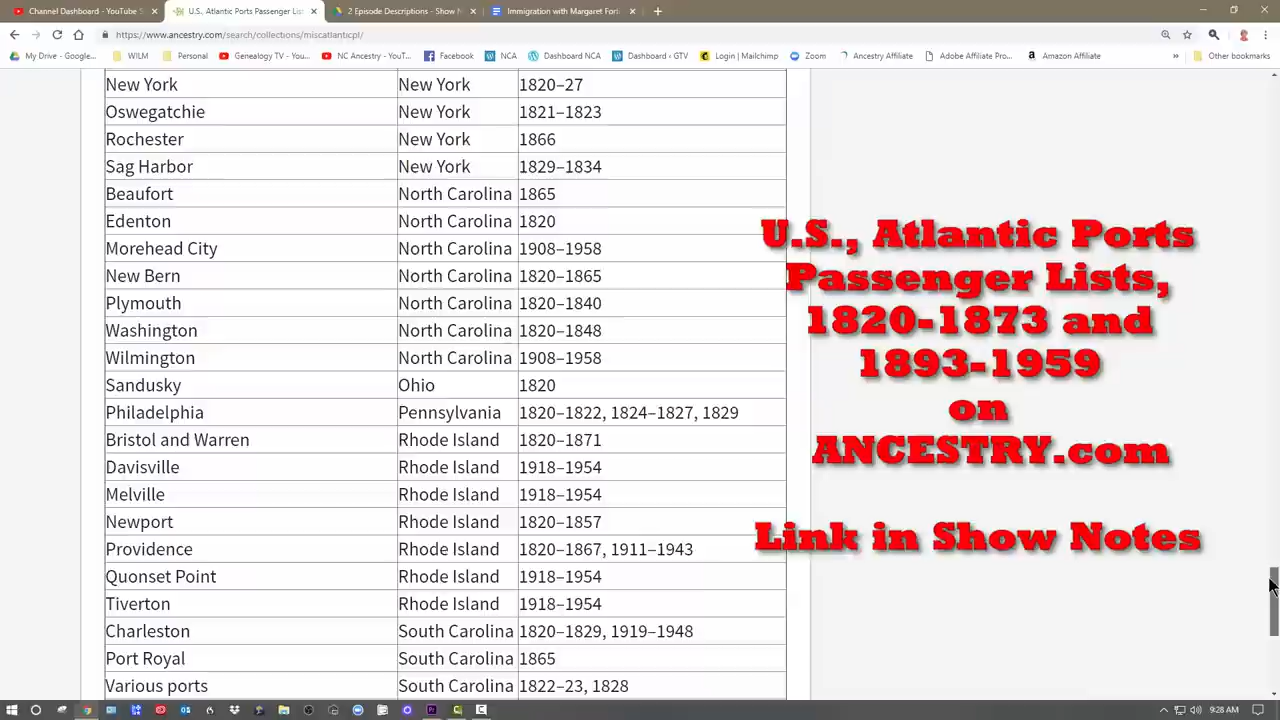 Channel Dashboard - YouTube S
U.S., Atlantic Ports Passenger Lis
2 Episode Descriptions - Show N
Immigration with Margaret Fortn
https://www.ancestry.com/search/collections/miscatlanticpl/
My Drive - Google D...
WILM
Personal
Genealogy TV - You...
NC Ancestry - YouT...
Facebook
NCA
Dashboard NCA
Dashboard ‹ GTV
Login | Mailchimp
Zoom
Ancestry Affiliate
Adobe Affiliate Pro...
Amazon Affiliate
Other bookmarks
New York New York 1820–27
Oswegatchie New York 1821–1823
Rochester New York 1866
Sag Harbor New York 1829–1834
Beaufort North Carolina 1865
Edenton North Carolina 1820
Morehead City North Carolina 1908–1958
New Bern North Carolina 1820–1865
Plymouth North Carolina 1820–1840
Washington North Carolina 1820–1848
Wilmington North Carolina 1908–1958
Sandusky Ohio 1820
Philadelphia Pennsylvania 1820–1822, 1824–1827, 1829
Bristol and Warren Rhode Island 1820–1871
Davisville Rhode Island 1918–1954
Melville Rhode Island 1918–1954
Newport Rhode Island 1820–1857
Providence Rhode Island 1820–1867, 1911–1943
Quonset Point Rhode Island 1918–1954
Tiverton Rhode Island 1918–1954
Charleston South Carolina 1820–1829, 1919–1948
Port Royal South Carolina 1865
Various ports South Carolina 1822–23, 1828
U.S., Atlantic Ports
Passenger Lists,
1820-1873 and
1893-1959
on
ANCESTRY.com
Link in Show Notes
9:28 AM